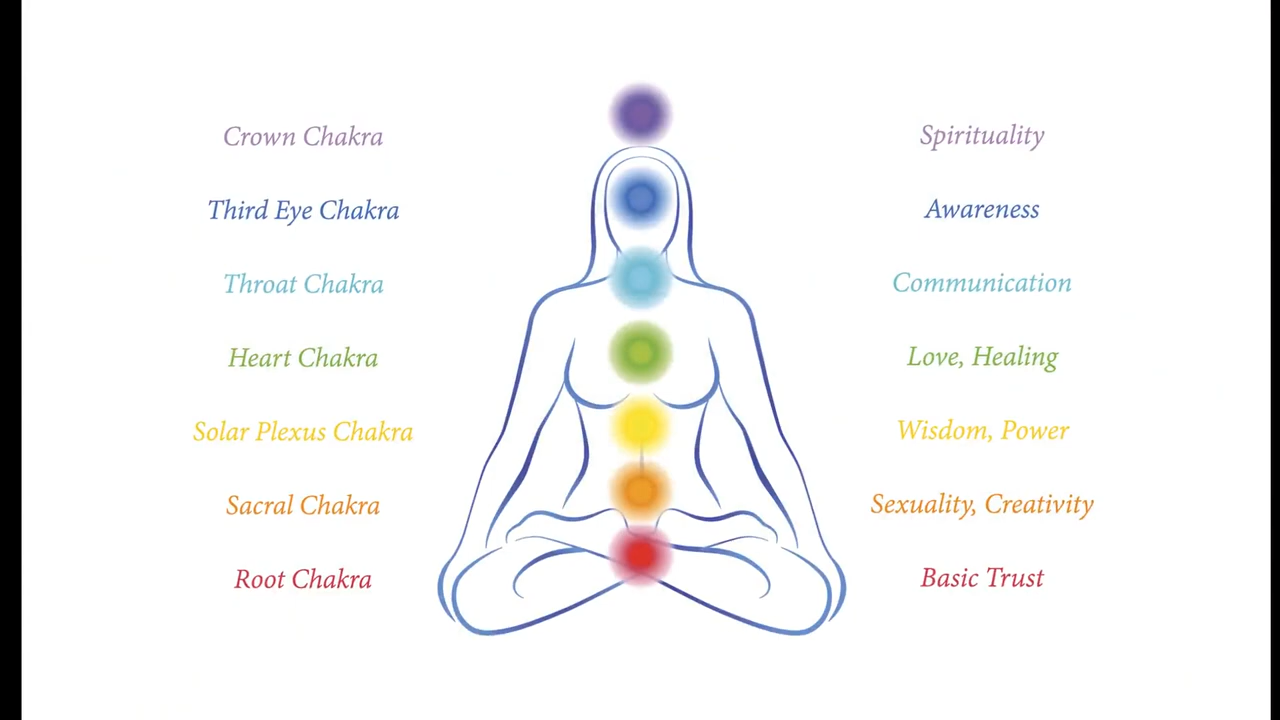 Crown Chakra
Spirituality
Third Eye Chakra
Awareness
Throat Chakra
Communication
Heart Chakra
Love, Healing
Solar Plexus Chakra
Wisdom, Power
Sacral Chakra
Sexuality, Creativity
Root Chakra
Basic Trust